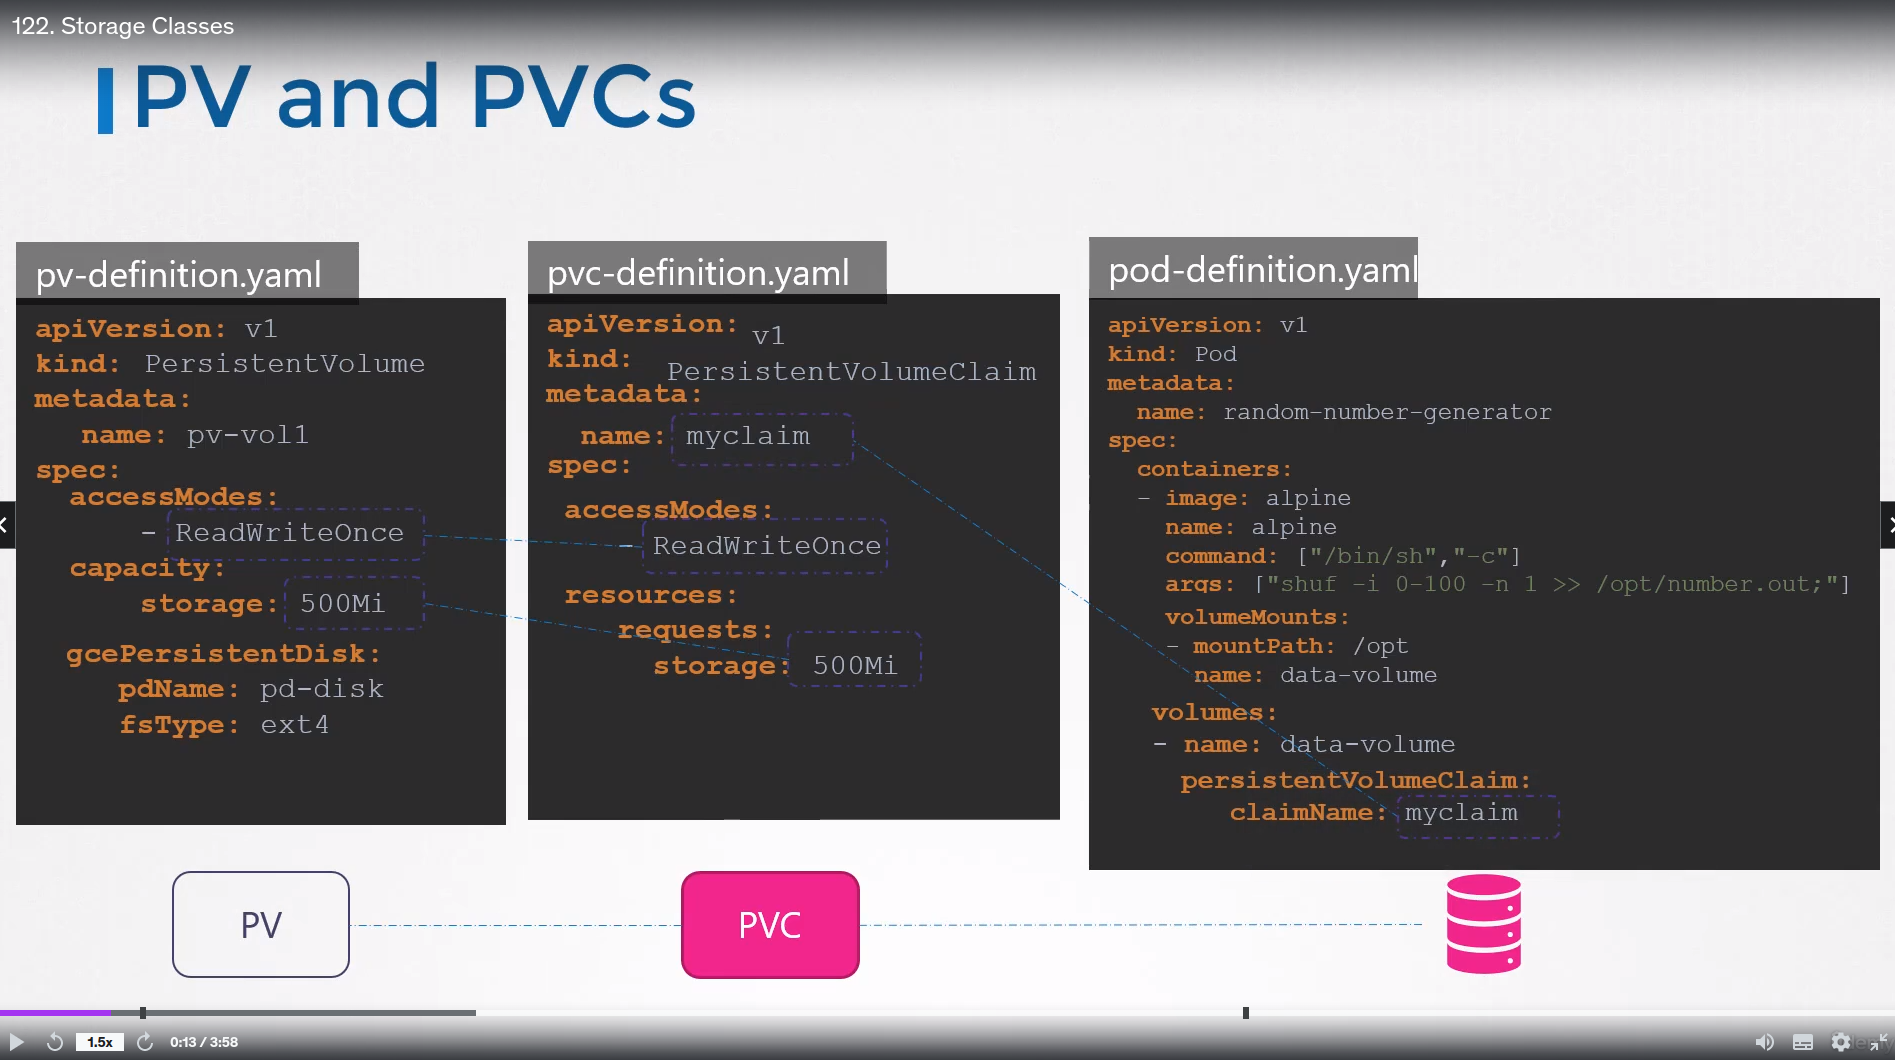 122. Storage Classes
PV and PVCs
pv-definition.yaml
apiVersion: v1
kind: PersistentVolume
metadata:
name: pv-vol1
spec:
accessModes:
- ReadWriteOnce
capacity:
storage: 500Mi
gcePersistentDisk:
pdName: pd-disk
fsType: ext4
pvc-definition.yaml
apiVersion: v1
kind: PersistentVolumeClaim
metadata:
name: myclaim
spec:
accessModes:
- ReadWriteOnce
resources:
requests:
storage: 500Mi
pod-definition.yaml
apiVersion: v1
kind: Pod
metadata:
name: random-number-generator
spec:
containers:
- image: alpine
name: alpine
command: ["/bin/sh","-c"]
args: ["shuf -i 0-100 -n 1 >> /opt/number.out;"]
volumeMounts:
- mountPath: /opt
name: data-volume
volumes:
- name: data-volume
persistentVolumeClaim:
claimName: myclaim
PV
PVC
1.5x
0:13 / 3:58